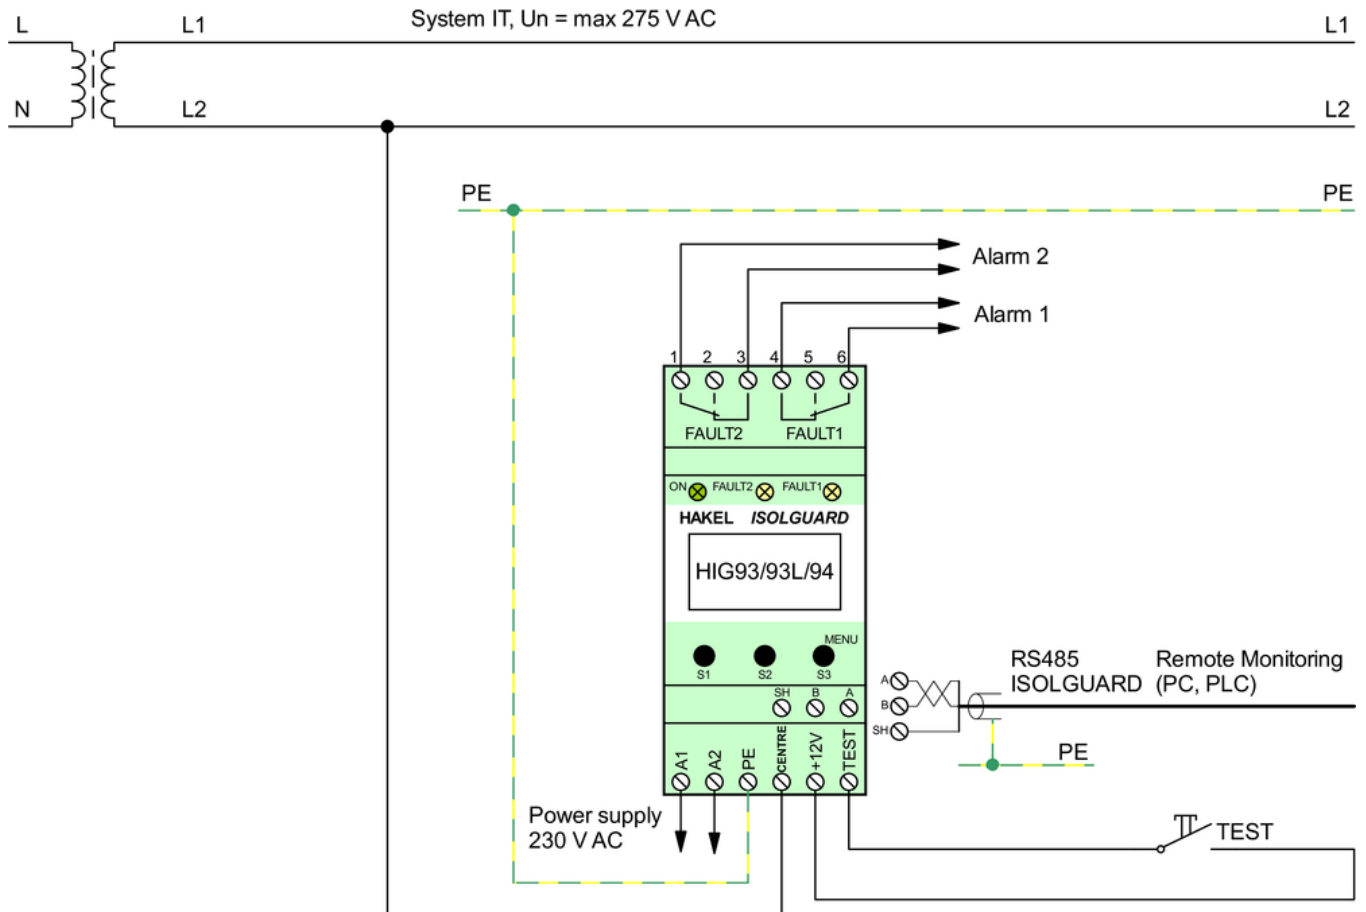 System IT, Un = max 275 V AC
L L1 L1
N L2 L2
PE PE
Alarm 2
Alarm 1
1 2 3 4 5 6
FAULT2 FAULT1
ON FAULT2 FAULT1
HAKEL ISOLGUARD
HIG93/93L/94
MENU
S1 S2 S3
SH B A
A1 A2 PE CENTRE +12V TEST
A
B
SH
RS485
ISOLGUARD
Remote Monitoring
(PC, PLC)
PE
Power supply
230 V AC
TEST